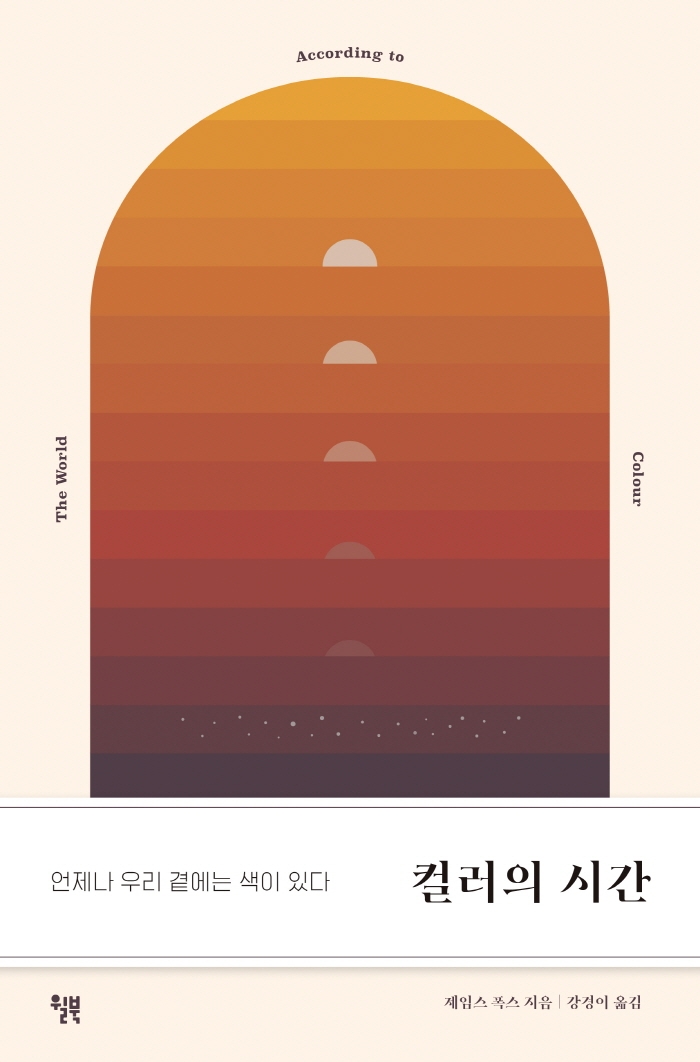 According to
The World
Colour
언제나 우리 곁에는 색이 있다
컬러의 시간
윌북
제임스 폭스 지음 | 강경이 옮김